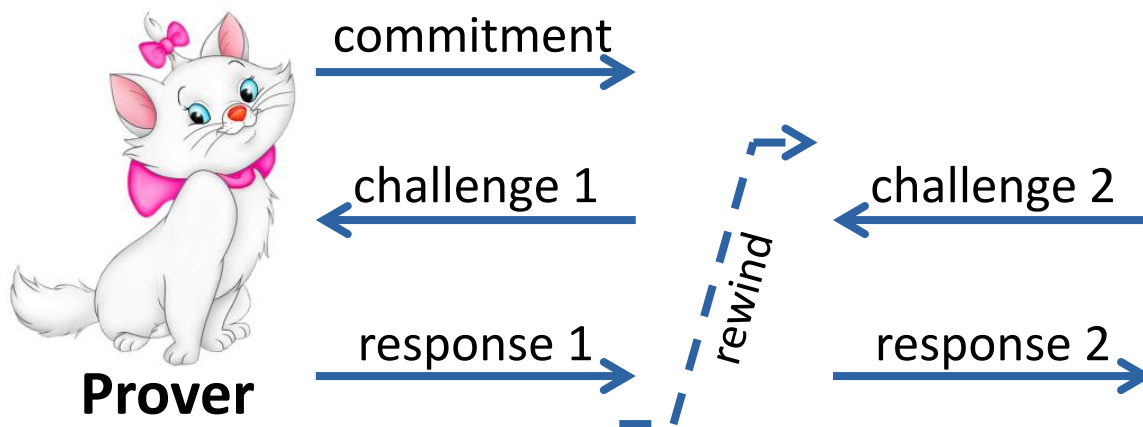 commitment
challenge 1
challenge 2
rewind
response 1
response 2
Prover